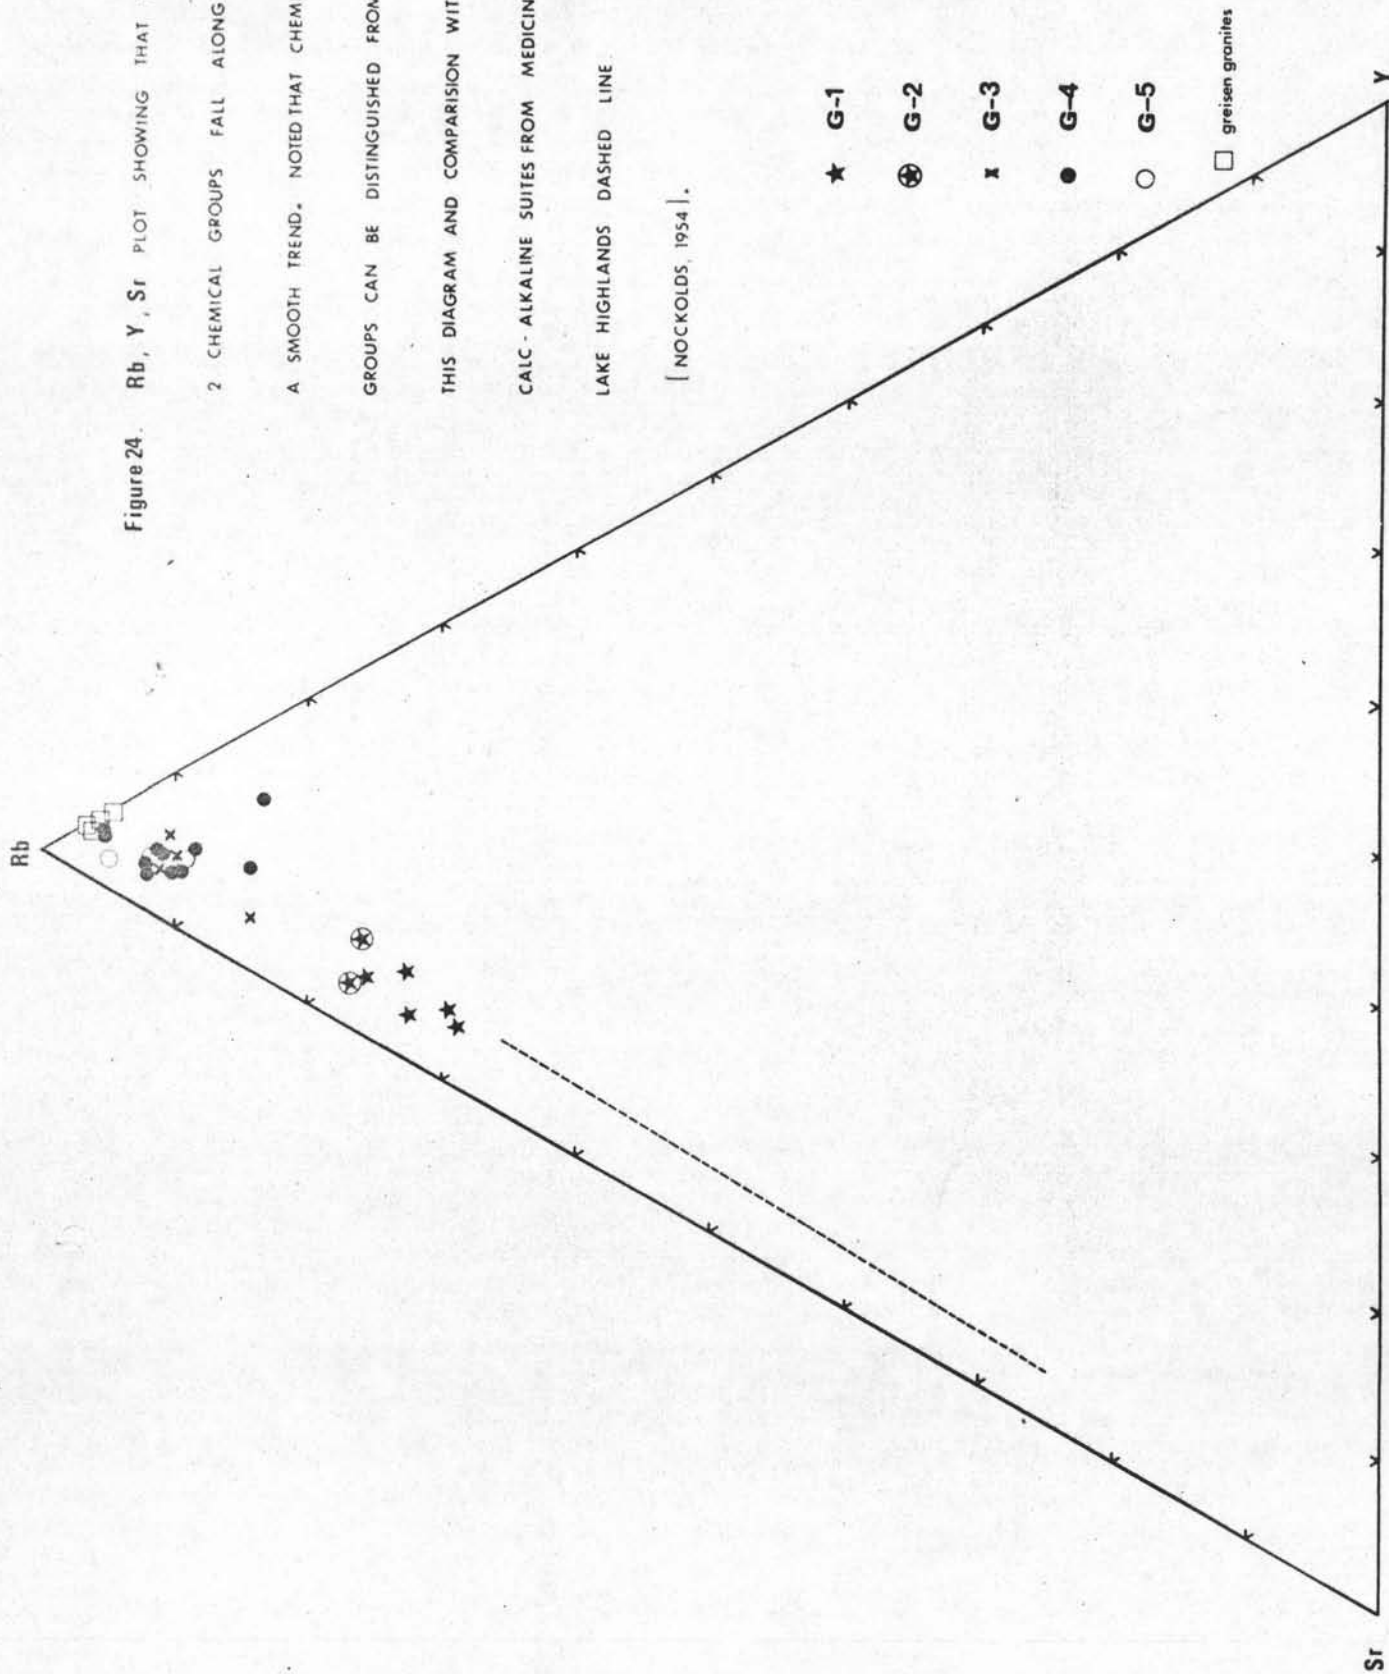 Rb
Figure 24. Rb, Y, Sr PLOT SHOWING THAT
2 CHEMICAL GROUPS FALL ALONG
A SMOOTH TREND. NOTED THAT CHEM
GROUPS CAN BE DISTINGUISHED FROM
THIS DIAGRAM AND COMPARISION WIT
CALC - ALKALINE SUITES FROM MEDICIN
LAKE HIGHLANDS DASHED LINE.
[NOCKOLDS, 1954].
G-1
G-2
G-3
G-4
G-5
greisen granites
Sr
Y